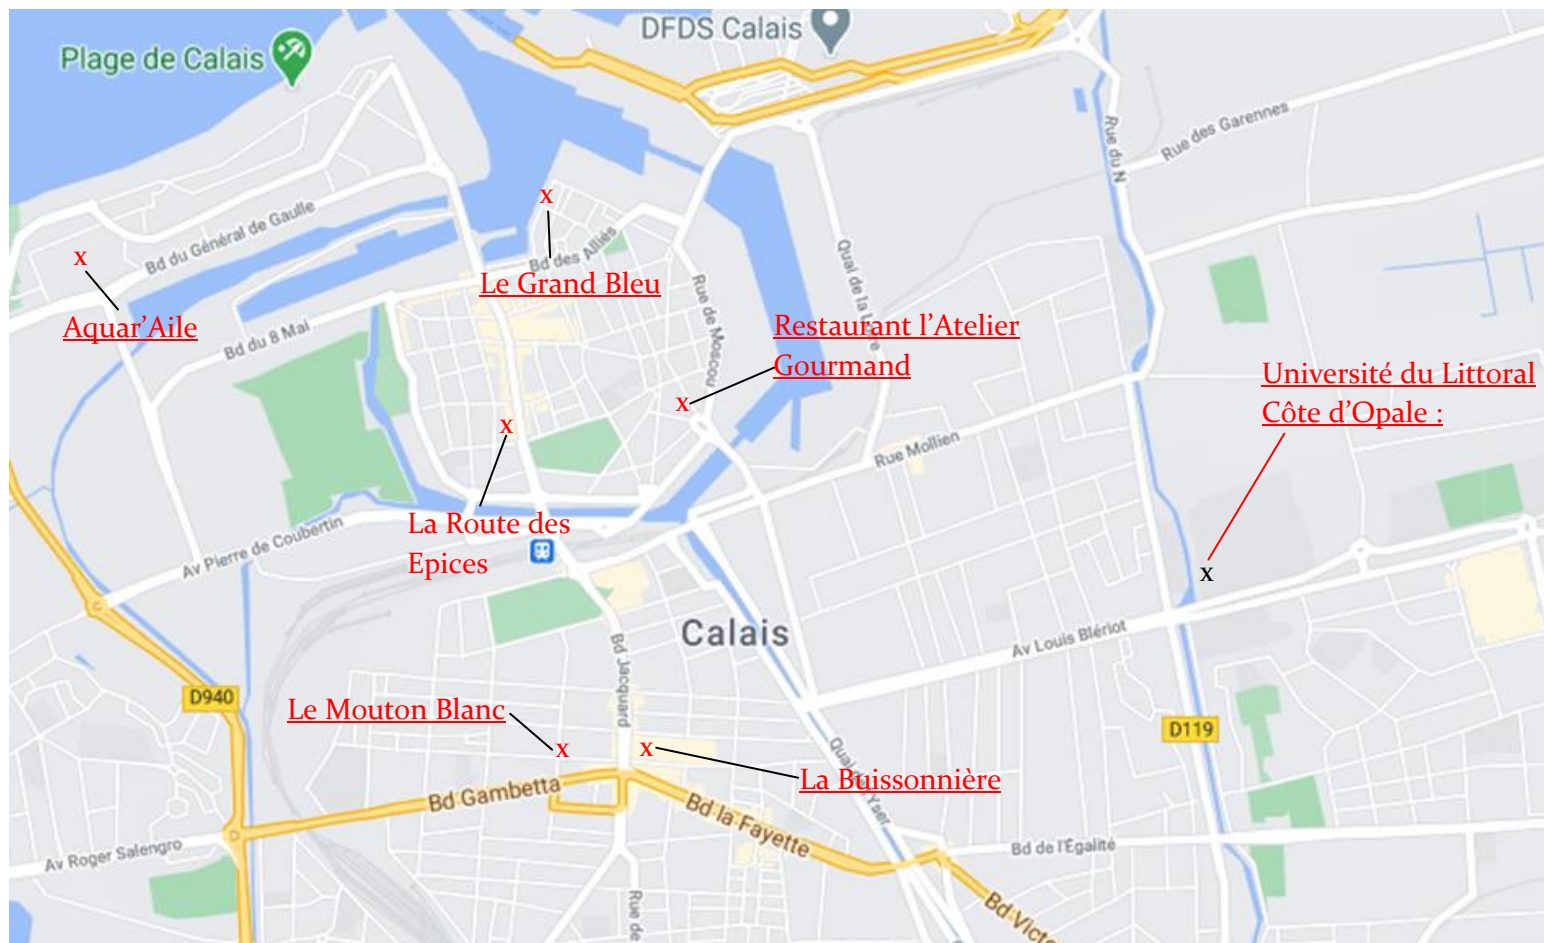 DFDS Calais
Plage de Calais
Rue des Garennes
Rue du N
x
Bd du Général de Gaulle
x
Bd des Alliés
Quai de la Loire
Le Grand Bleu
Rue de Moscou
Aquar’Aile
Bd du 8 Mai
Restaurant l’Atelier
Gourmand
Université du Littoral
Côte d’Opale :
x
x
Rue Mollien
La Route des
Epices
Av Pierre de Coubertin
x
Calais
Av Louis Blériot
Bd Jacquard
D940
Le Mouton Blanc
D119
x
x
La Buissonnière
Quai de l'Yser
Bd Gambetta
Bd la Fayette
Av Roger Salengro
Bd de l'Égalité
Rue de
Bd Victo